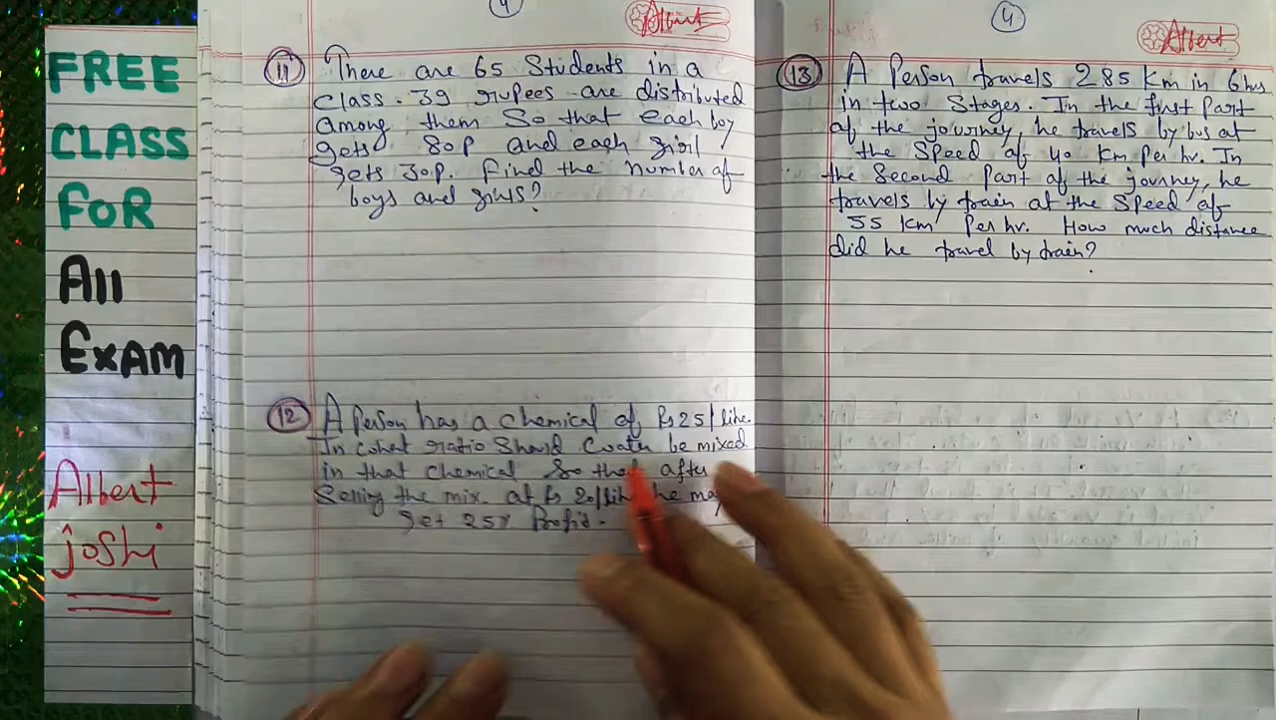 FREE
CLASS
FOR
All
EXAM
Albert
joshi
4
Albert
11 There are 65 Students in a
class. 39 rupees are distributed
among them So that each boy
gets 80p and each girl
gets 30p. find the number of
boys and girls?
12 A Person has a chemical of Rs 25/litre.
In what ratio Should water be mixed
in that chemical So that after
Selling the mix. at Rs 20/lit he may
get 25% Profit.
4
Albert
13 A Person travels 285 Km in 6 hrs
in two Stages. In the first Part
of the journey, he travels by bus at
the Speed of 40 Km Per hr. In
the Second Part of the journey, he
travels by train at the Speed of
55 Km Per hr. How much distance
did he travel by train?